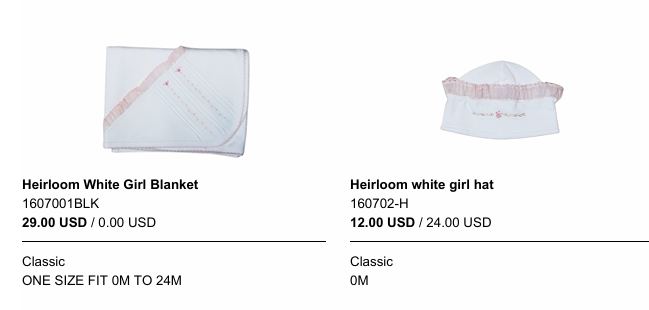 Heirloom White Girl Blanket
1607001BLK
29.00 USD / 0.00 USD
Classic
ONE SIZE FIT 0M TO 24M
Heirloom white girl hat
160702-H
12.00 USD / 24.00 USD
Classic
0M